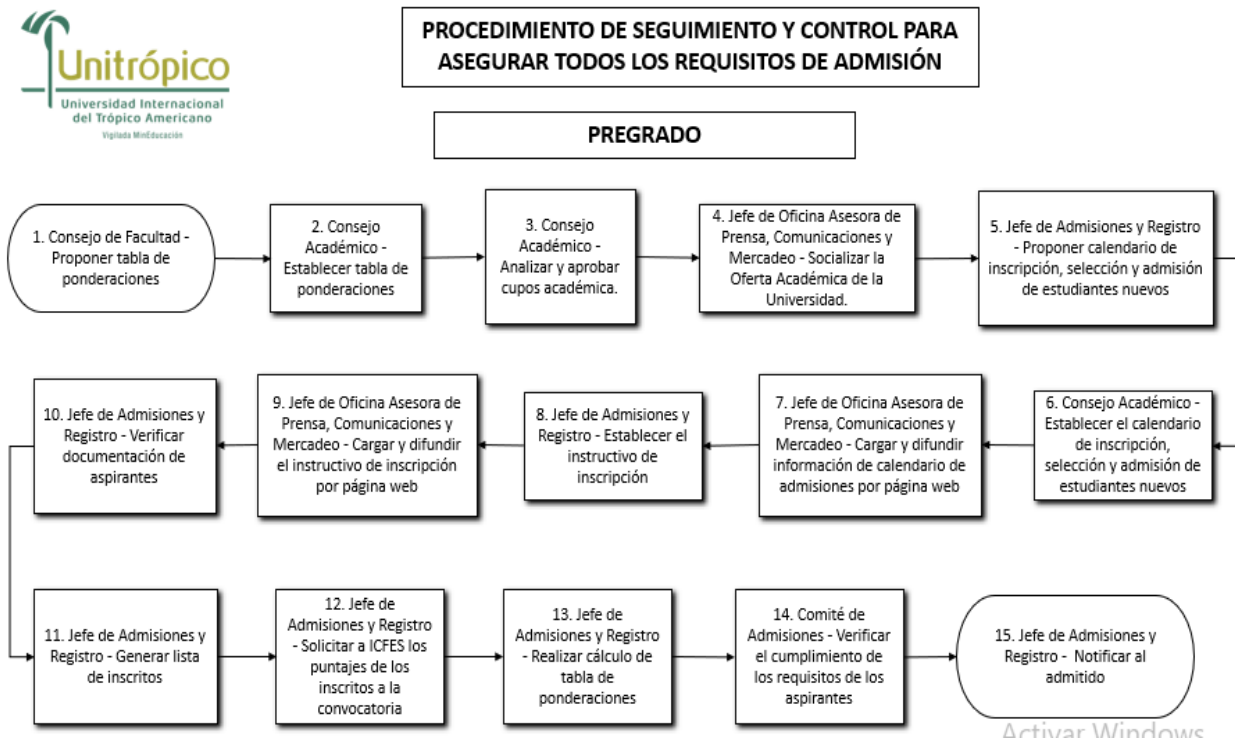 Unitrópico
Universidad Internacional
del Trópico Americano
Vigilada MinEducación
PROCEDIMIENTO DE SEGUIMIENTO Y CONTROL PARA
ASEGURAR TODOS LOS REQUISITOS DE ADMISIÓN
PREGRADO
1. Consejo de Facultad -
Proponer tabla de
ponderaciones
2. Consejo
Académico -
Establecer tabla de
ponderaciones
3. Consejo
Académico -
Analizar y aprobar
cupos académica.
4. Jefe de Oficina Asesora de
Prensa, Comunicaciones y
Mercadeo - Socializar la
Oferta Académica de la
Universidad.
5. Jefe de Admisiones y Registro
- Proponer calendario de
inscripción, selección y admisión
de estudiantes nuevos
6. Consejo Académico -
Establecer el calendario
de inscripción,
selección y admisión de
estudiantes nuevos
7. Jefe de Oficina Asesora de
Prensa, Comunicaciones y
Mercadeo - Cargar y difundir
información de calendario de
admisiones por página web
8. Jefe de Admisiones y
Registro - Establecer el
instructivo de
inscripción
9. Jefe de Oficina Asesora de
Prensa, Comunicaciones y
Mercadeo - Cargar y difundir
el instructivo de inscripción
por página web
10. Jefe de Admisiones y
Registro - Verificar
documentación de
aspirantes
11. Jefe de Admisiones y
Registro - Generar lista
de inscritos
12. Jefe de
Admisiones y Registro
- Solicitar a ICFES los
puntajes de los
inscritos a la
convocatoria
13. Jefe de
Admisiones y Registro
- Realizar cálculo de
tabla de
ponderaciones
14. Comité de
Admisiones - Verificar
el cumplimiento de
los requisitos de los
aspirantes
15. Jefe de Admisiones y
Registro - Notificar al
admitido
Activar Windows